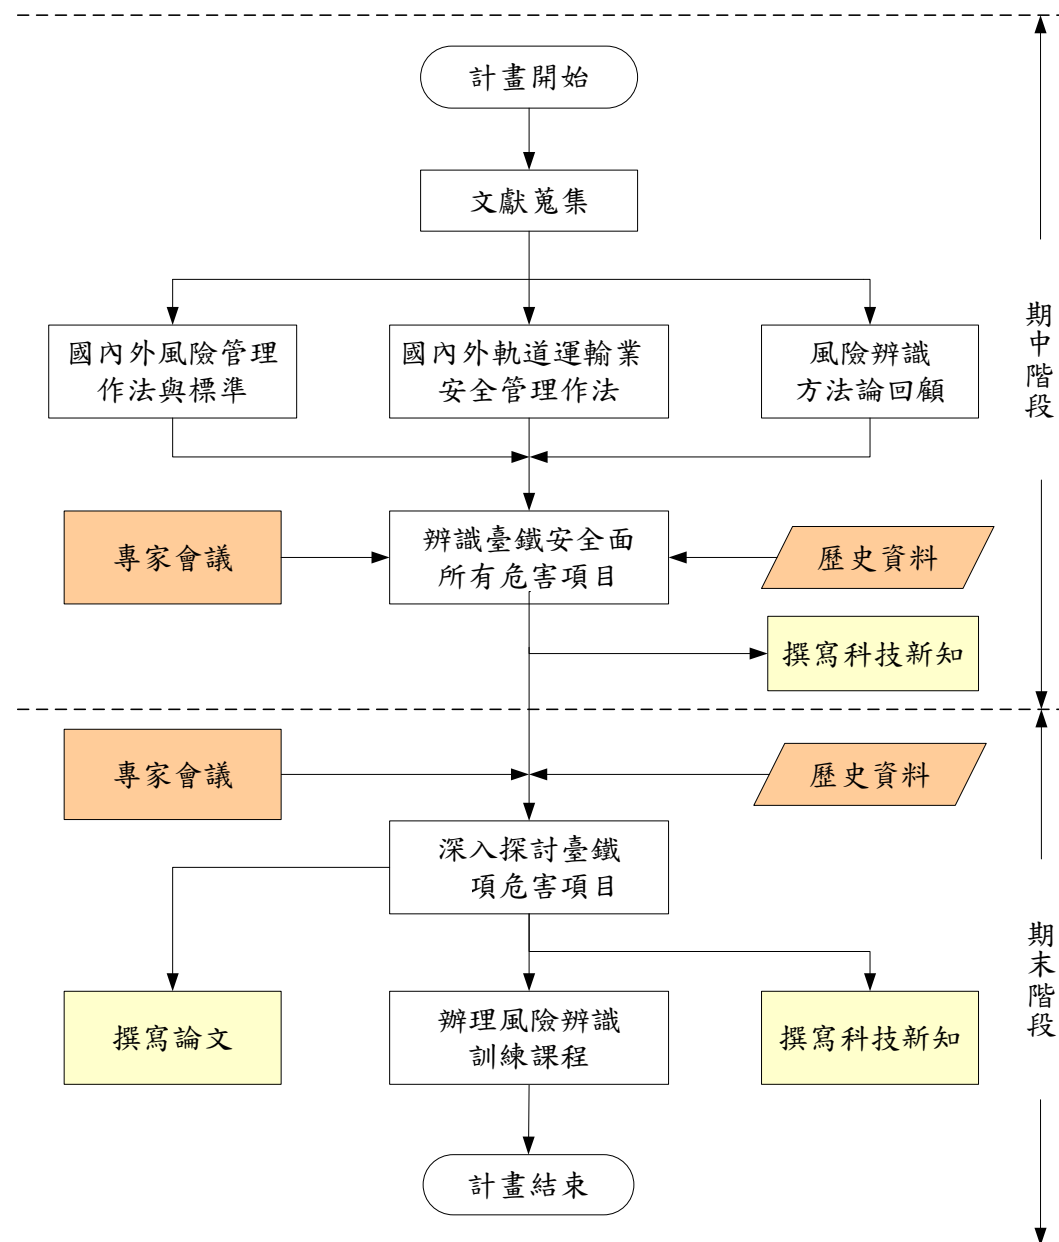 計畫開始
文獻蒐集
國內外風險管理
作法與標準
國內外軌道運輸業
安全管理作法
風險辨識
方法論回顧
期中階段
專家會議
辨識臺鐵安全面
所有危害項目
歷史資料
撰寫科技新知
專家會議
歷史資料
深入探討臺鐵
項危害項目
期末階段
撰寫論文
辦理風險辨識
訓練課程
撰寫科技新知
計畫結束